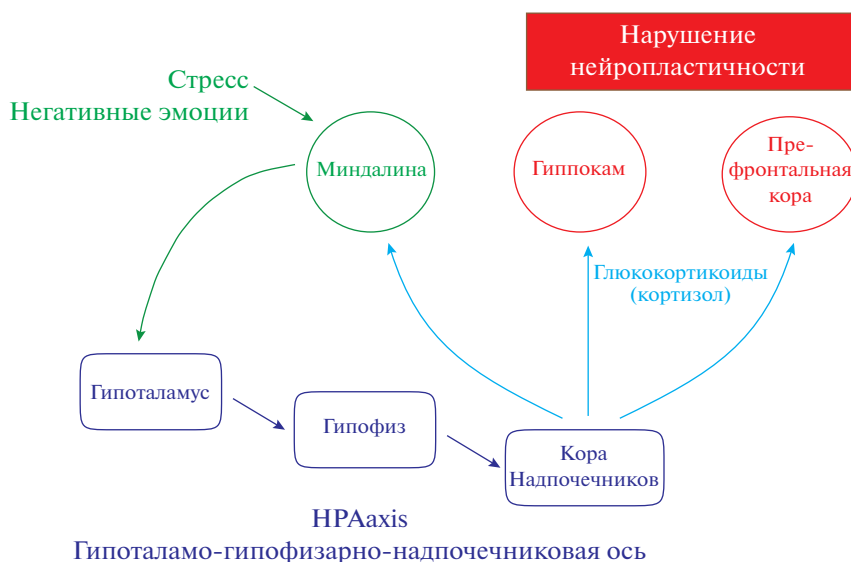 Нарушение
нейропластичности
Стресс
Негативные эмоции
Миндалина
Гиппокам
Пре-
фронтальная
кора
Глюкокортикоиды
(кортизол)
Гипоталамус
Гипофиз
Кора
Надпочечников
HPAaxis
Гипоталамо-гипофизарно-надпочечниковая ось